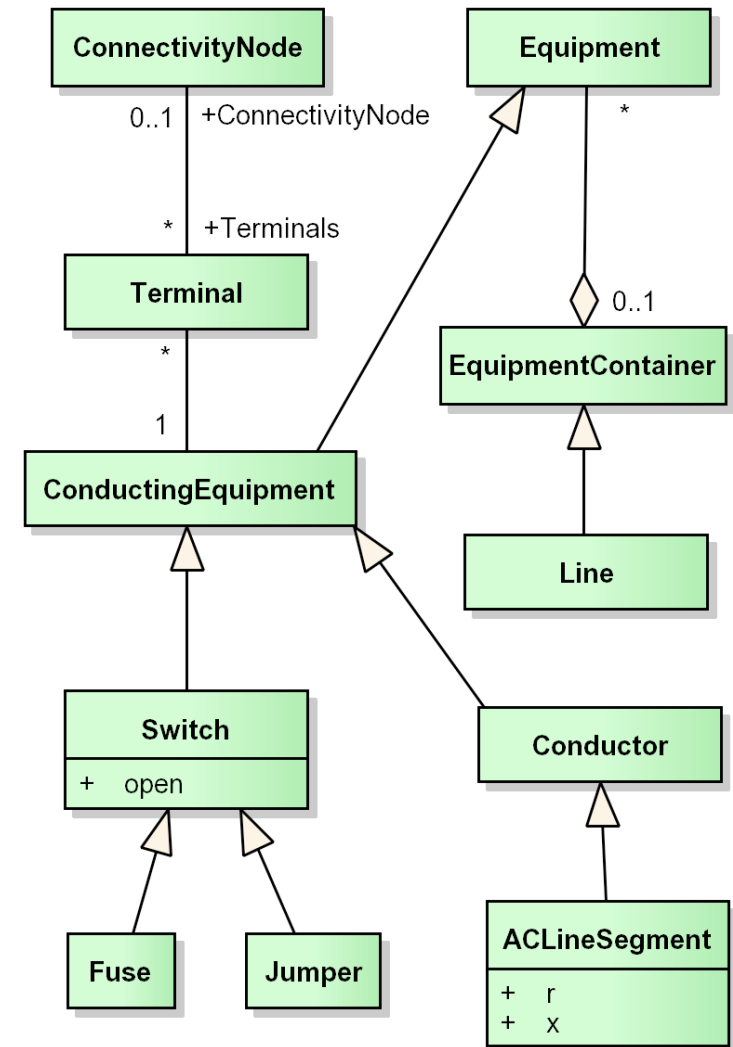 ConnectivityNode
Equipment
0..1 +ConnectivityNode
*
* +Terminals
Terminal
0..1
*
EquipmentContainer
1
ConductingEquipment
Line
Switch
+ open
Conductor
Fuse
Jumper
ACLineSegment
+ r
+ x